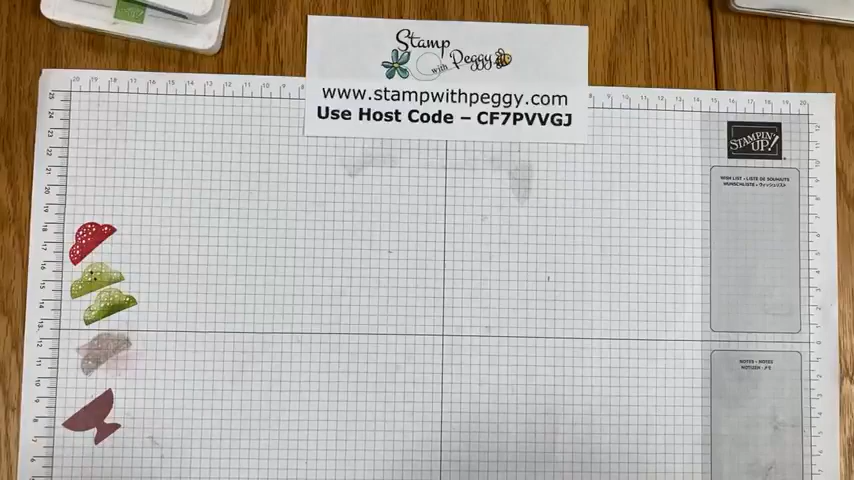 Stamp
with Peggy
www.stampwithpeggy.com
Use Host Code – CF7PVVGJ
STAMPIN' UP!
WISH LIST • LISTE DE SOUHAITS
WUNSCHLISTE • ウィッシュリスト
NOTES • NOTES
NOTIZEN • メモ